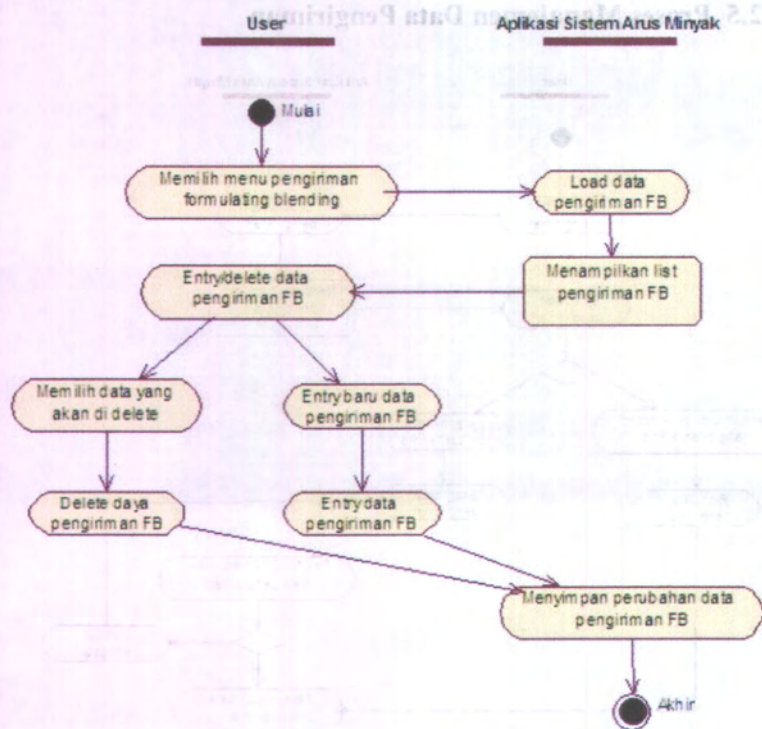 User
Aplikasi Sistem Arus Minyak
Mulai
Memilih menu pengiriman
formulating blending
Load data
pengiriman FB
Menampilkan list
pengiriman FB
Entry/delete data
pengiriman FB
Memilih data yang
akan di delete
Entry baru data
pengiriman FB
Delete daya
pengiriman FB
Entry data
pengiriman FB
Menyimpan perubahan data
pengiriman FB
Akhir
2.5 Proses Manajemen Data Pengiriman